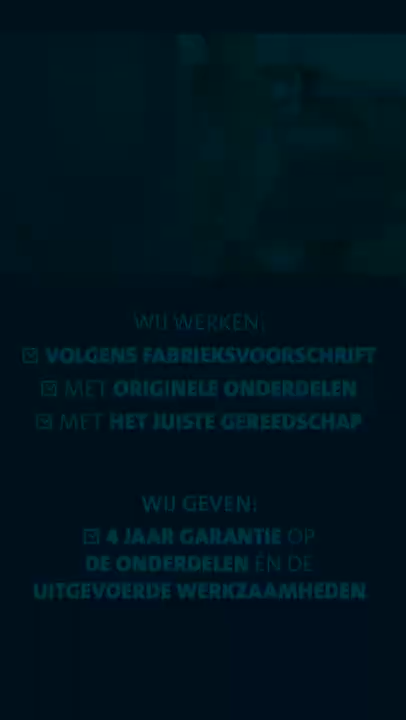 WIJ WERKEN:
☑ VOLGENS FABRIEKSVOORSCHRIFT
☑ MET ORIGINELE ONDERDELEN
☑ MET HET JUISTE GEREEDSCHAP
WIJ GEVEN:
☑ 4 JAAR GARANTIE OP
DE ONDERDELEN ÉN DE
UITGEVOERDE WERKZAAMHEDEN